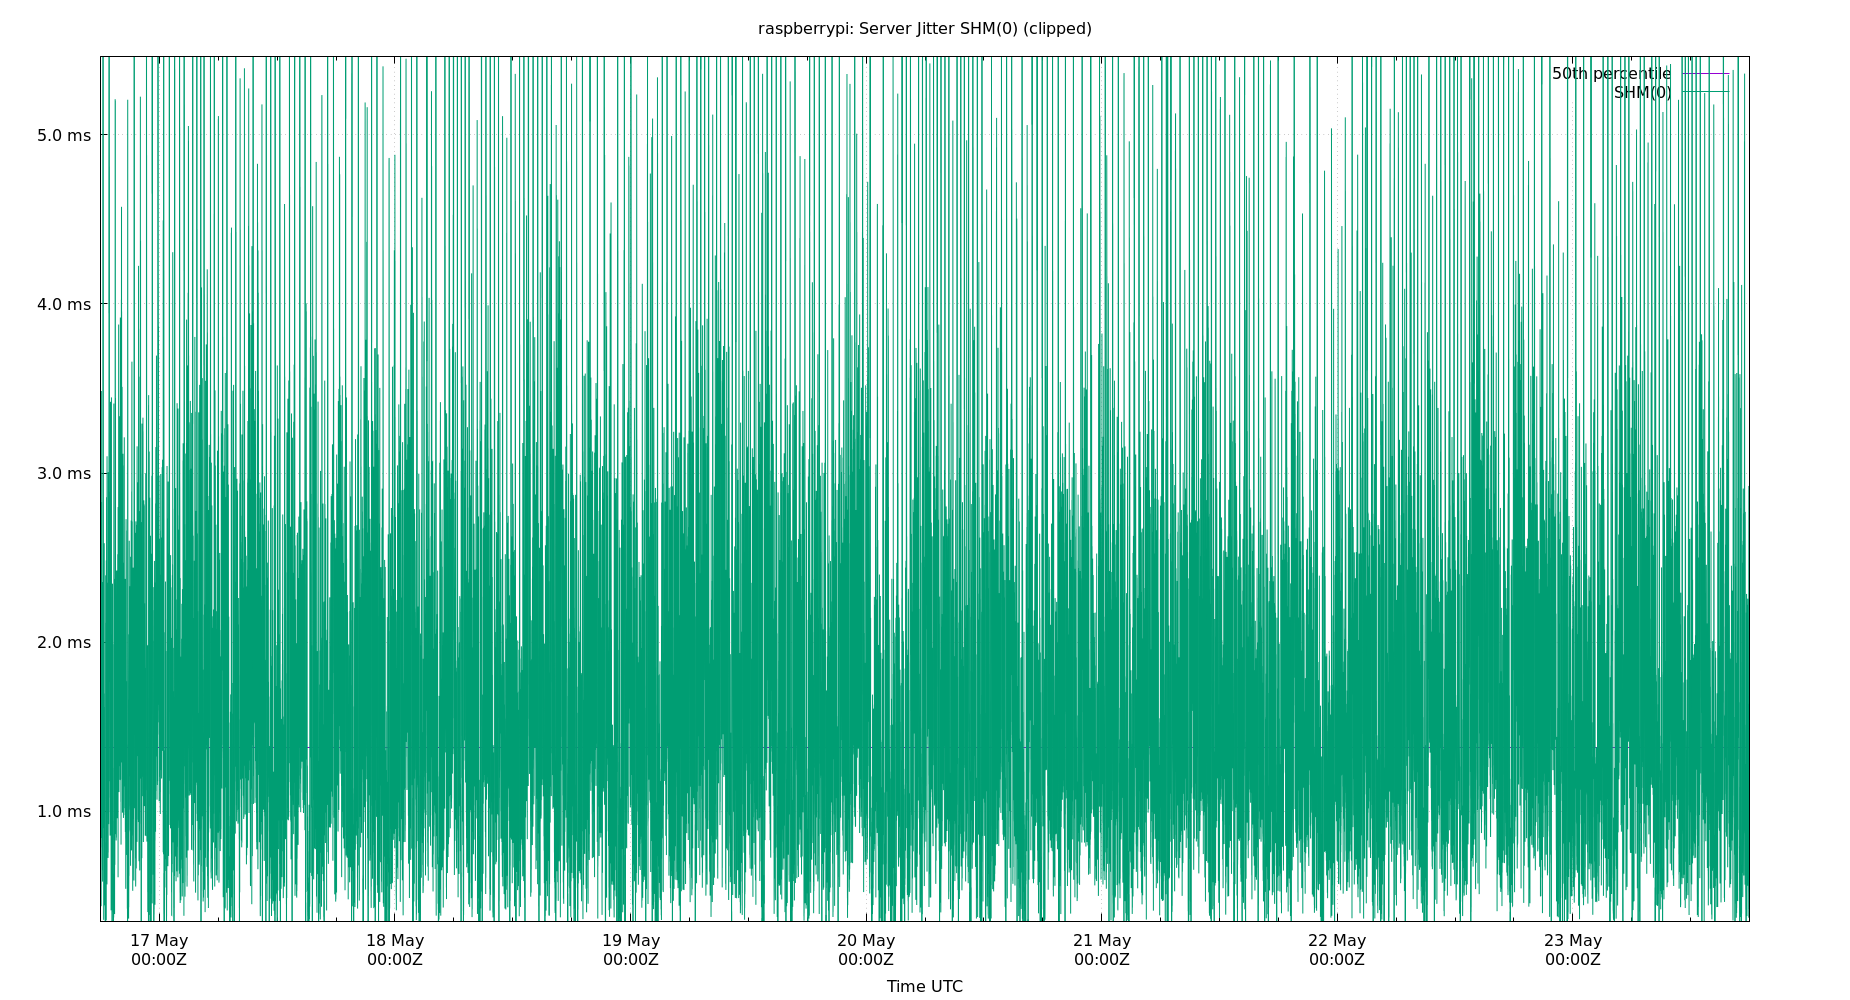 raspberrypi: Server Jitter SHM(0) (clipped)
50th percentile
SHM(0)
5.0 ms
4.0 ms
3.0 ms
2.0 ms
1.0 ms
17 May 18 May 19 May 20 May 21 May 22 May 23 May
00:00Z 00:00Z 00:00Z 00:00Z 00:00Z 00:00Z 00:00Z
Time UTC